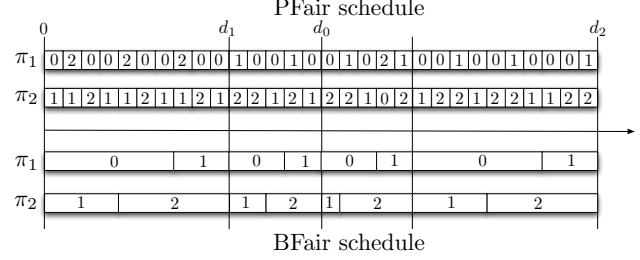 PFair schedule
0 d₁ d₀ d₂
π₁ 0 2 0 0 2 0 0 2 0 0 1 0 0 1 0 0 1 0 2 1 0 0 1 0 0 1 0 0 0 1
π₂ 1 1 2 1 1 2 1 1 2 1 2 2 1 2 1 2 2 1 0 2 1 2 2 1 2 2 1 1 2 2
π₁ 0 1 0 1 0 1 0 1
π₂ 1 2 1 2 1 2 1 2
BFair schedule